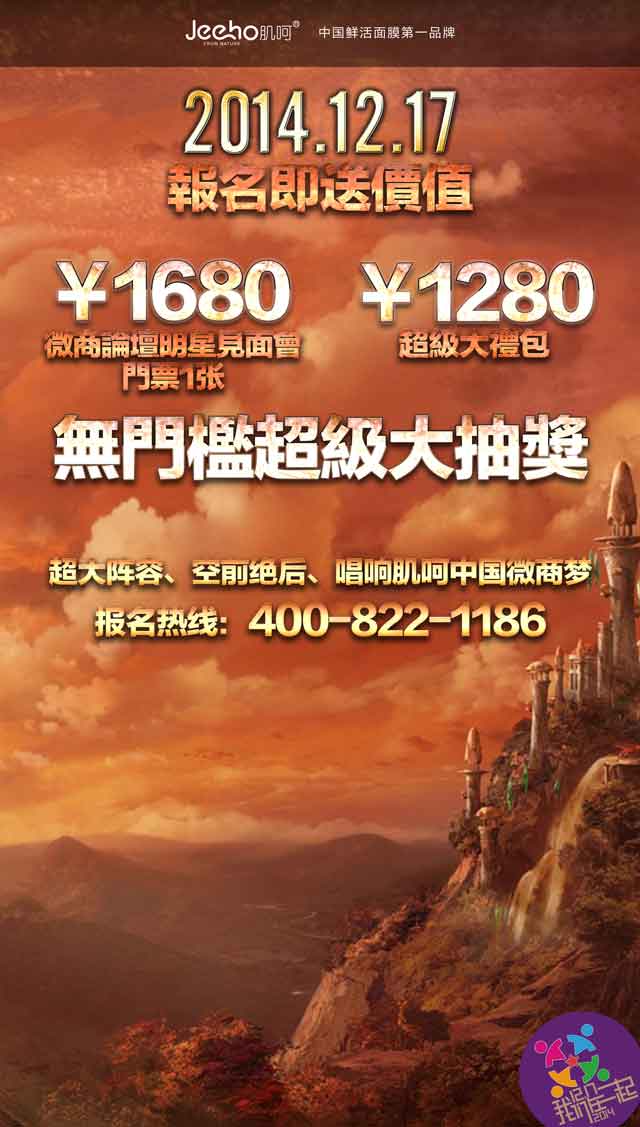 Jeeho肌呵®
FROM NATURE
中国鲜活面膜第一品牌
2014.12.17
報名即送價值
¥1680
微商論壇明星見面會
門票1张
¥1280
超級大禮包
無門檻超級大抽獎
超大阵容、空前绝后、唱响肌呵中国微商梦
报名热线：400-822-1186
我们在一起
2014